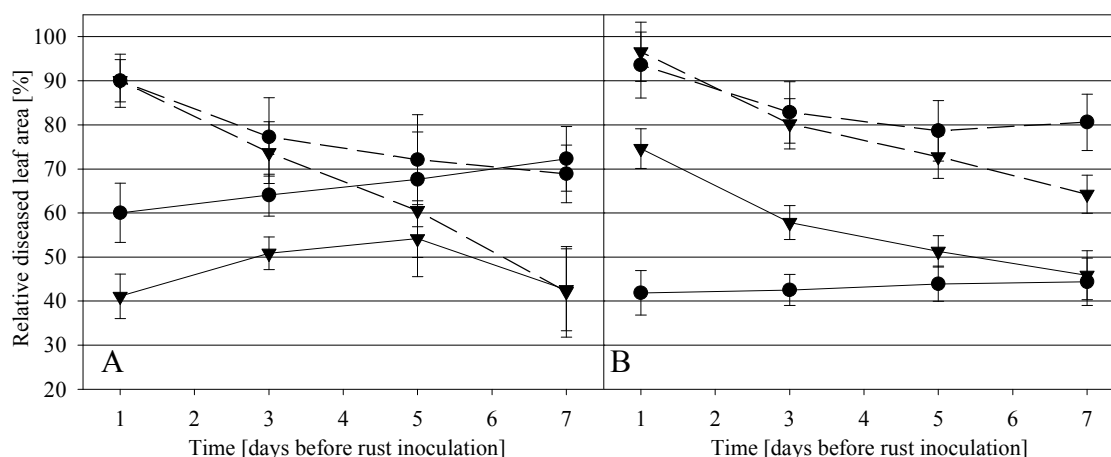 Relative diseased leaf area [%]
100
90
80
70
60
50
40
30
20
A
B
1 2 3 4 5 6 7
1 2 3 4 5 6 7
Time [days before rust inoculation]
Time [days before rust inoculation]